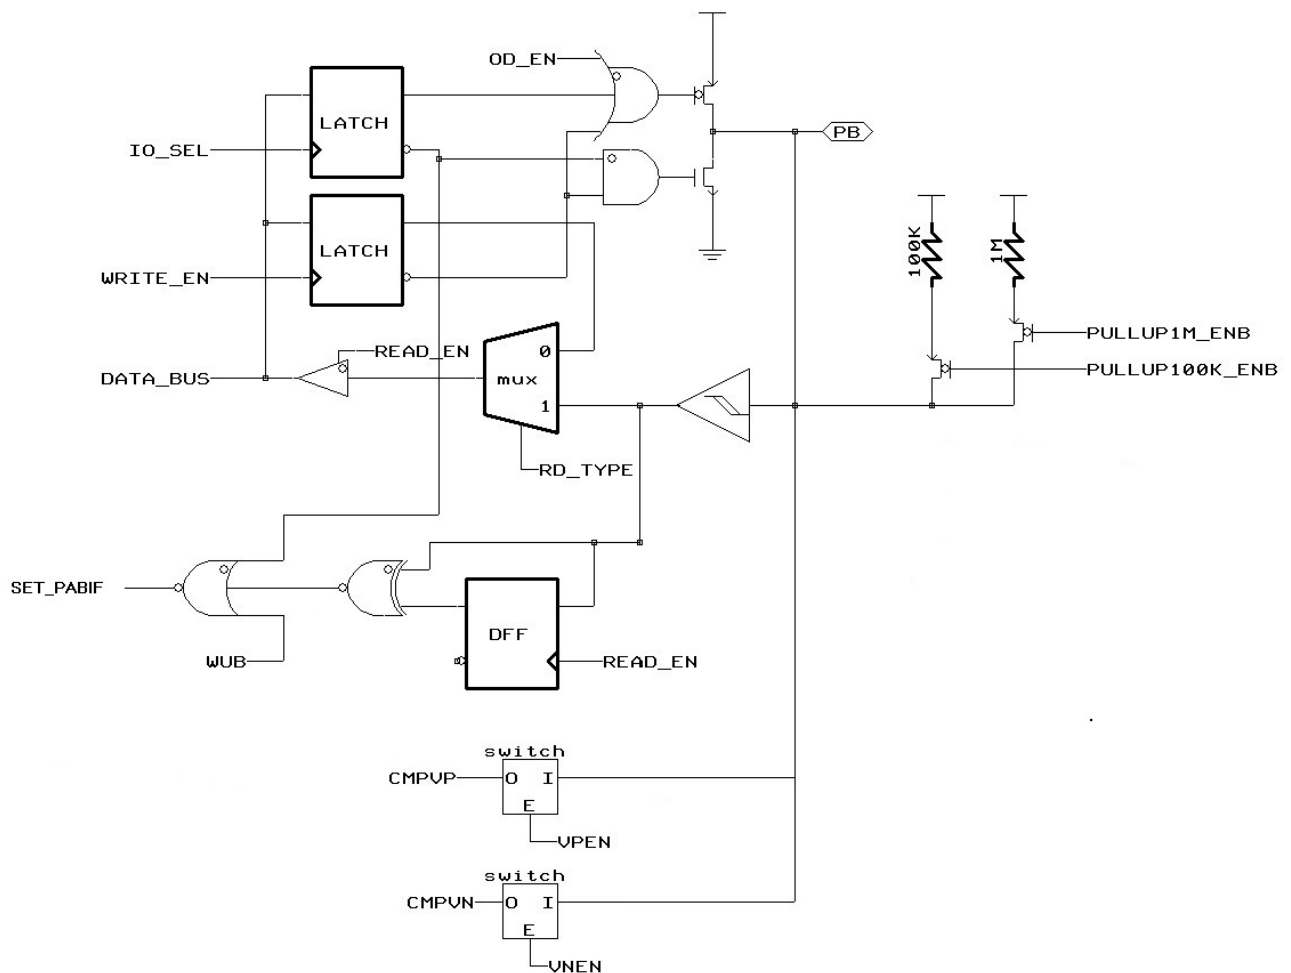 OD_EN
LATCH
IO_SEL
PB
LATCH
WRITE_EN
100K
1M
PULLUP1M_ENB
READ_EN
0
PULLUP100K_ENB
DATA_BUS
mux
1
RD_TYPE
SET_PABIF
DFF
WUB
READ_EN
switch
CMPVP
O I
E
VPEN
switch
CMPVN
O I
E
VNEN